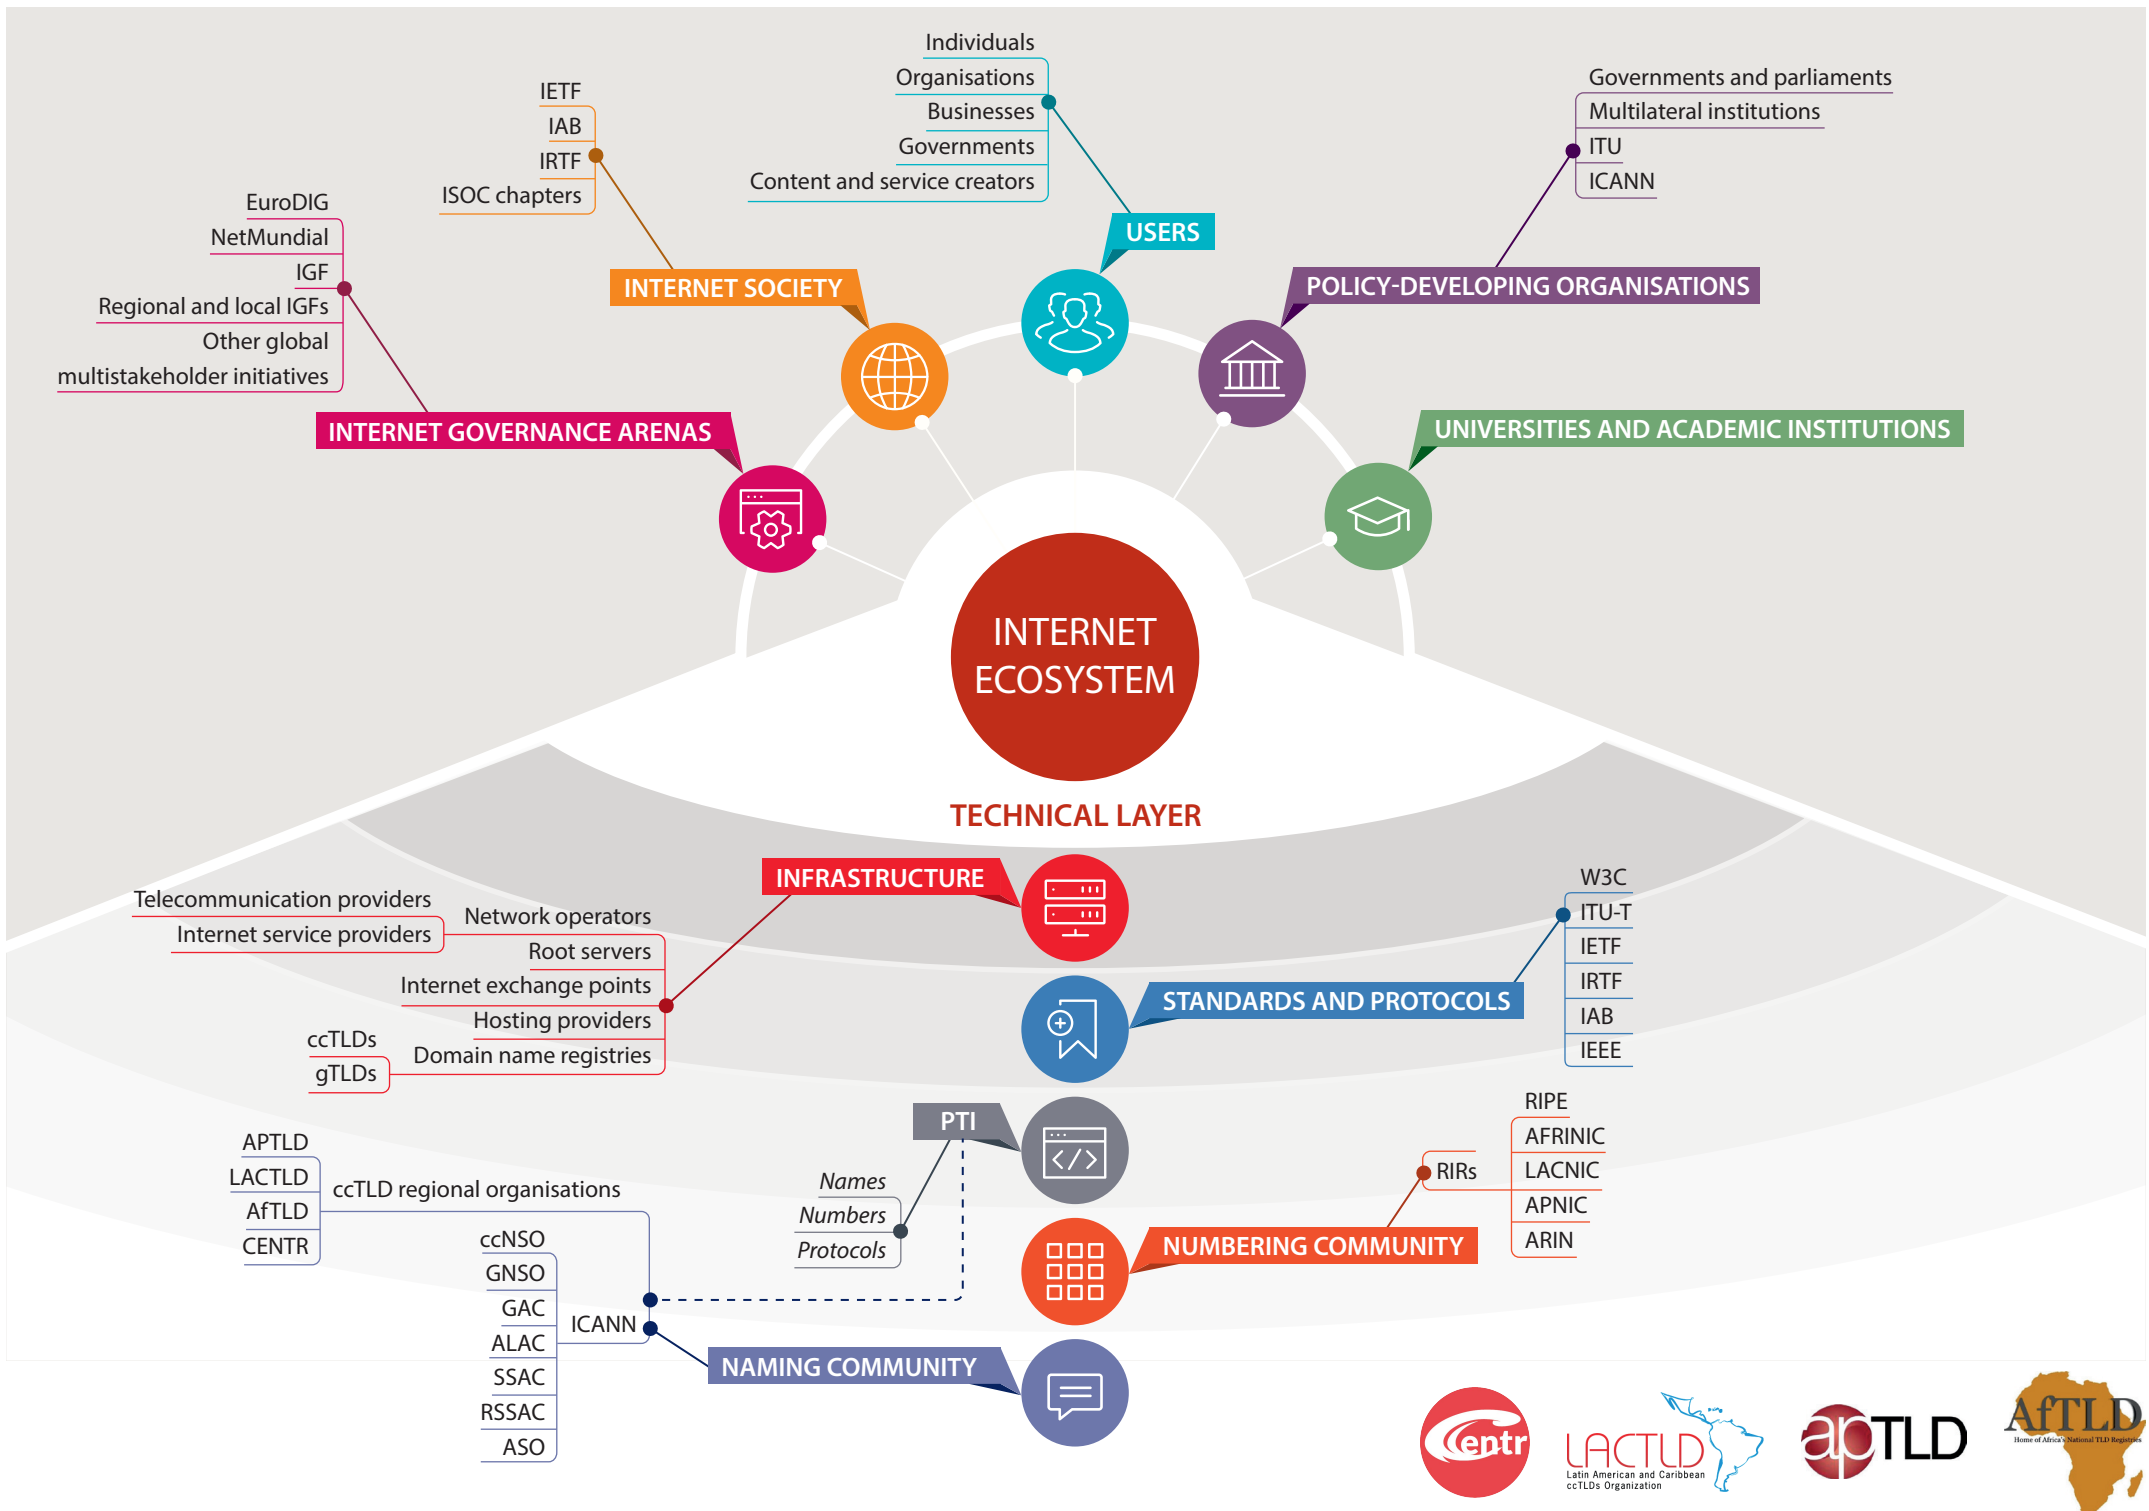 Individuals
Organisations
Businesses
Governments
Content and service creators
USERS
IETF
IAB
IRTF
ISOC chapters
INTERNET SOCIETY
Governments and parliaments
Multilateral institutions
ITU
ICANN
POLICY-DEVELOPING ORGANISATIONS
EuroDIG
NetMundial
IGF
Regional and local IGFs
Other global
multistakeholder initiatives
INTERNET GOVERNANCE ARENAS
UNIVERSITIES AND ACADEMIC INSTITUTIONS
INTERNET
ECOSYSTEM
TECHNICAL LAYER
INFRASTRUCTURE
Telecommunication providers
Internet service providers
Network operators
Root servers
Internet exchange points
Hosting providers
Domain name registries
ccTLDs
gTLDs
W3C
ITU-T
IETF
IRTF
IAB
IEEE
STANDARDS AND PROTOCOLS
PTI
Names
Numbers
Protocols
RIPE
AFRINIC
LACNIC
APNIC
ARIN
RIRs
NUMBERING COMMUNITY
APTLD
LACTLD
AfTLD
CENTR
ccTLD regional organisations
ccNSO
GNSO
GAC
ALAC
SSAC
RSSAC
ASO
ICANN
NAMING COMMUNITY
Centr
LACTLD
Latin American and Caribbean
ccTLDs Organization
apTLD
AfTLD
Home of Africa's National TLD Registries